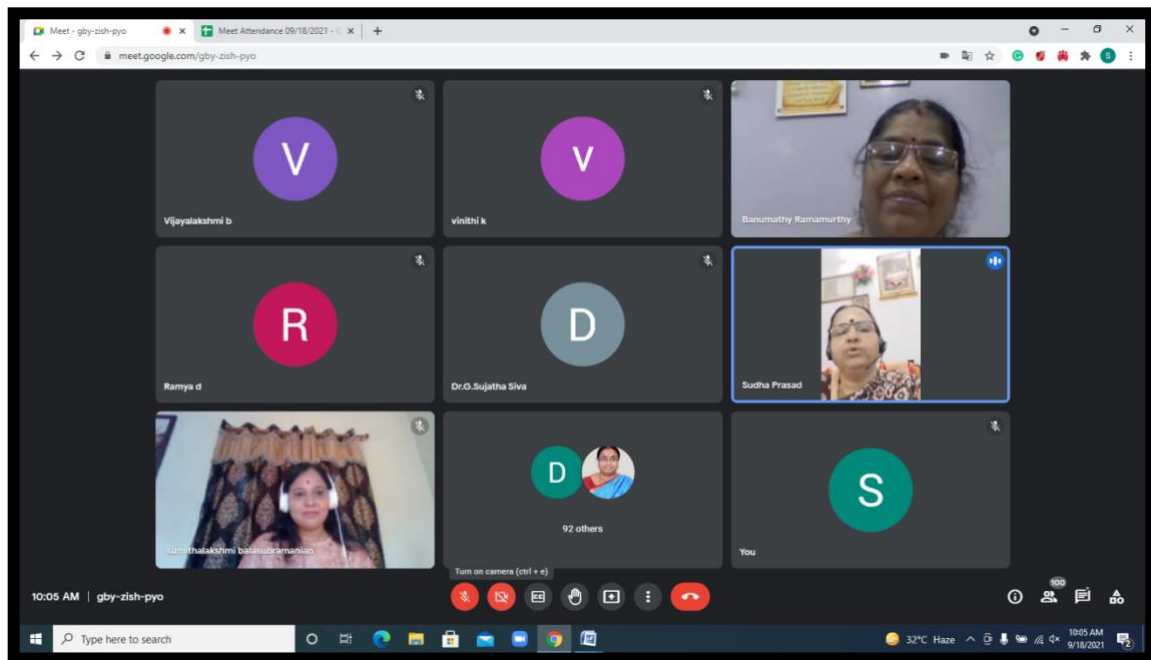 Meet - gby-zish-pyo
Meet Attendance 09/18/2021 -
meet.google.com/gby-zish-pyo
S
V
Vijayalakshmi b
V
vinithi k
Banumathy Ramamurthy
R
Ramya d
D
Dr.G.Sujatha Siva
Sudha Prasad
sumithalakshmi balasubramanian
D
92 others
S
You
Turn on camera (ctrl + e)
10:05 AM | gby-zish-pyo
CC
100
Type here to search
32°C Haze
10:05 AM
9/18/2021
2